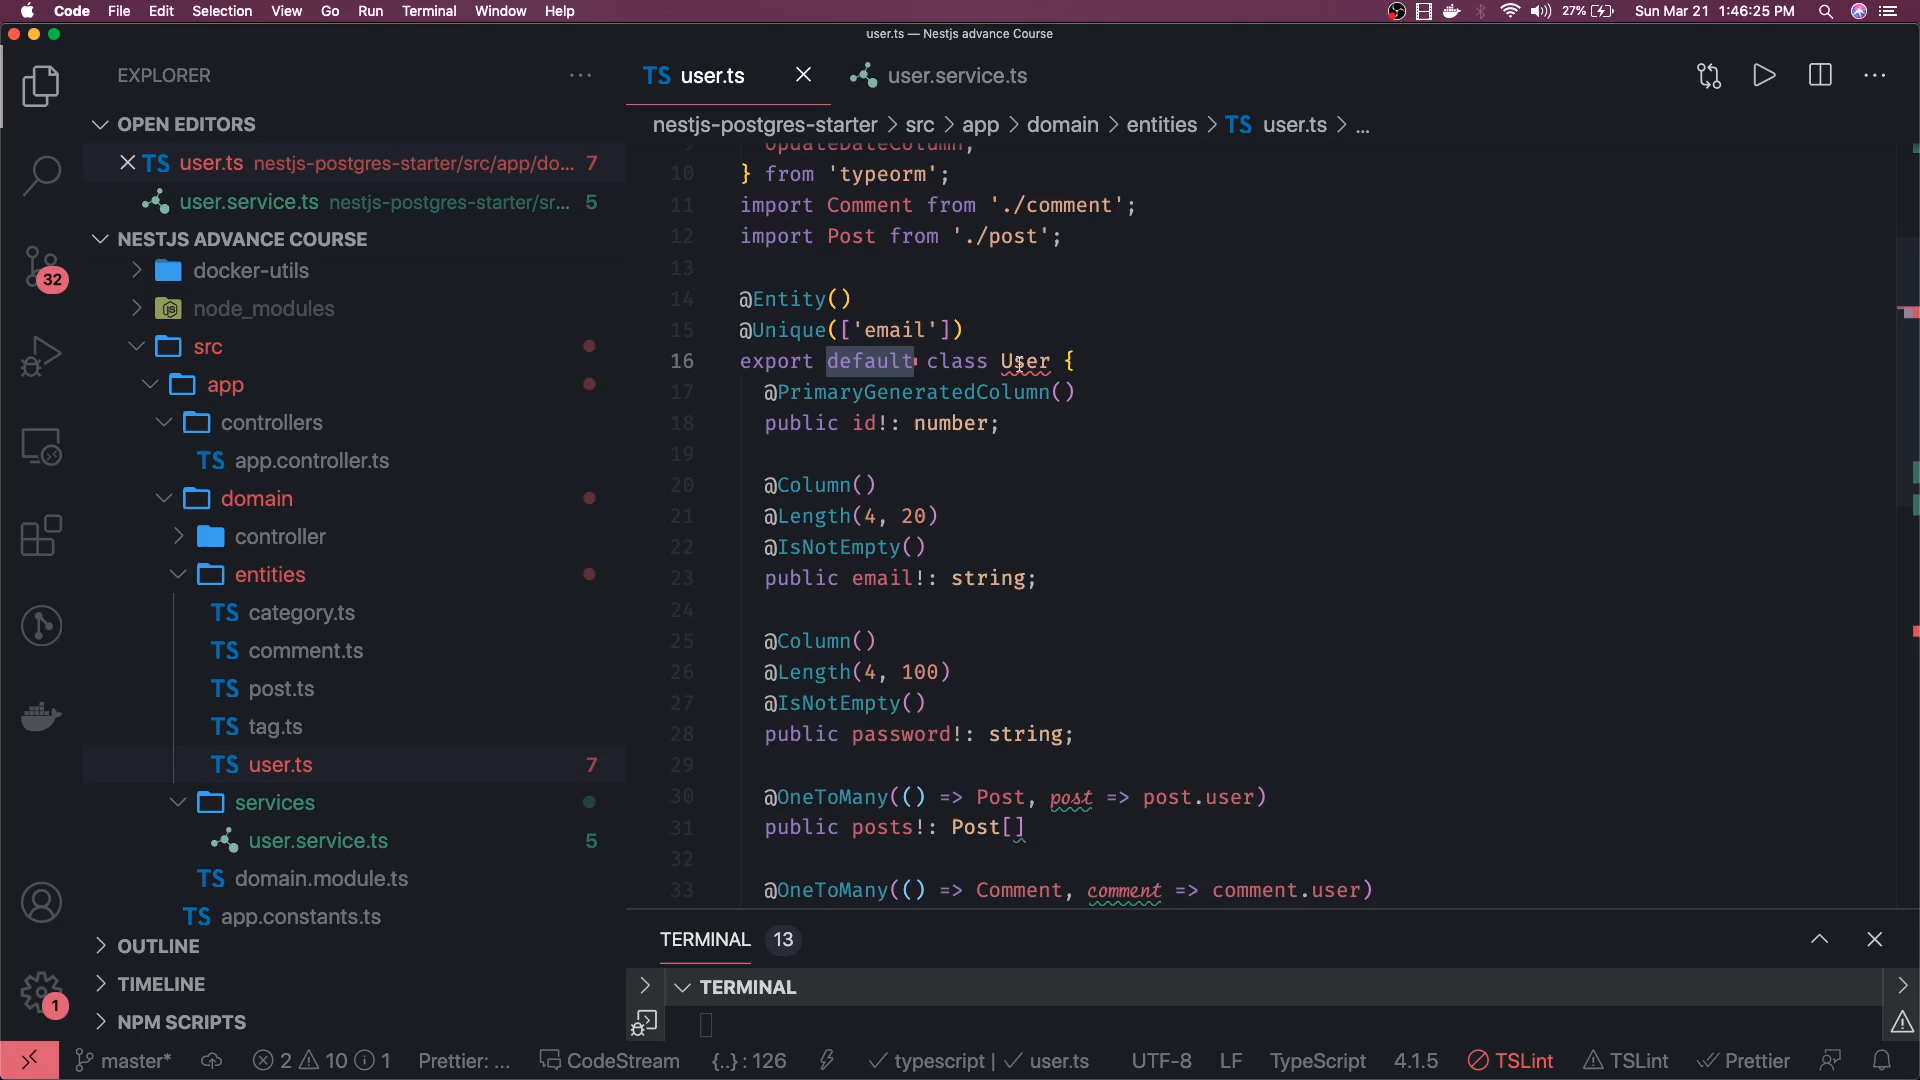 Code File Edit Selection View Go Run Terminal Window Help 27% Sun Mar 21 1:46:25 PM
user.ts — Nestjs advance Course
EXPLORER
OPEN EDITORS
TS user.ts nestjs-postgres-starter/src/app/do... 7
user.service.ts nestjs-postgres-starter/sr... 5
NESTJS ADVANCE COURSE
docker-utils
node_modules
src
app
controllers
TS app.controller.ts
domain
controller
entities
TS category.ts
TS comment.ts
TS post.ts
TS tag.ts
TS user.ts 7
services
user.service.ts 5
TS domain.module.ts
TS app.constants.ts
OUTLINE
TIMELINE
NPM SCRIPTS
32
1
TS user.ts
user.service.ts
nestjs-postgres-starter > src > app > domain > entities > TS user.ts > ...
9 UpdateDateColumn,
10 } from 'typeorm';
11 import Comment from './comment';
12 import Post from './post';
13
14 @Entity()
15 @Unique(['email'])
16 export default class User {
17 @PrimaryGeneratedColumn()
18 public id!: number;
19
20 @Column()
21 @Length(4, 20)
22 @IsNotEmpty()
23 public email!: string;
24
25 @Column()
26 @Length(4, 100)
27 @IsNotEmpty()
28 public password!: string;
29
30 @OneToMany(() => Post, post => post.user)
31 public posts!: Post[]
32
33 @OneToMany(() => Comment, comment => comment.user)
TERMINAL 13
TERMINAL
master* 2 10 1 Prettier: ... CodeStream {..}: 126 typescript | user.ts UTF-8 LF TypeScript 4.1.5 TSLint TSLint Prettier